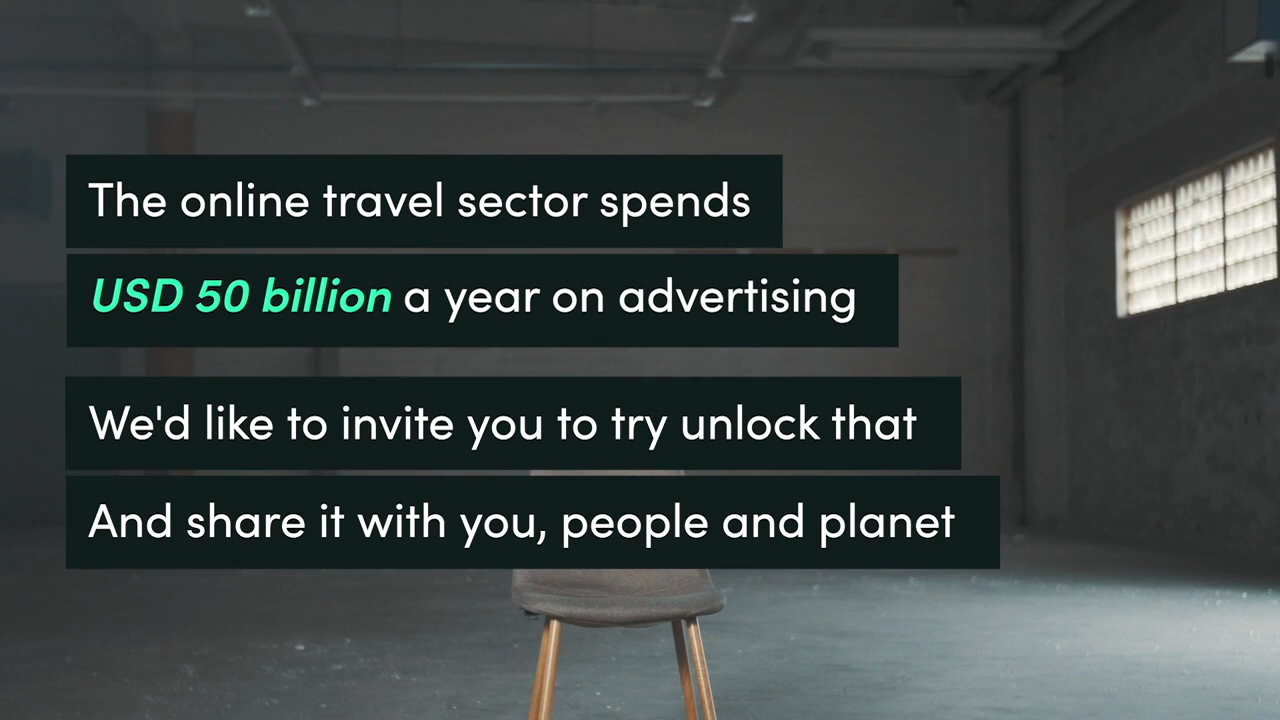 The online travel sector spends
USD 50 billion a year on advertising
We'd like to invite you to try unlock that
And share it with you, people and planet